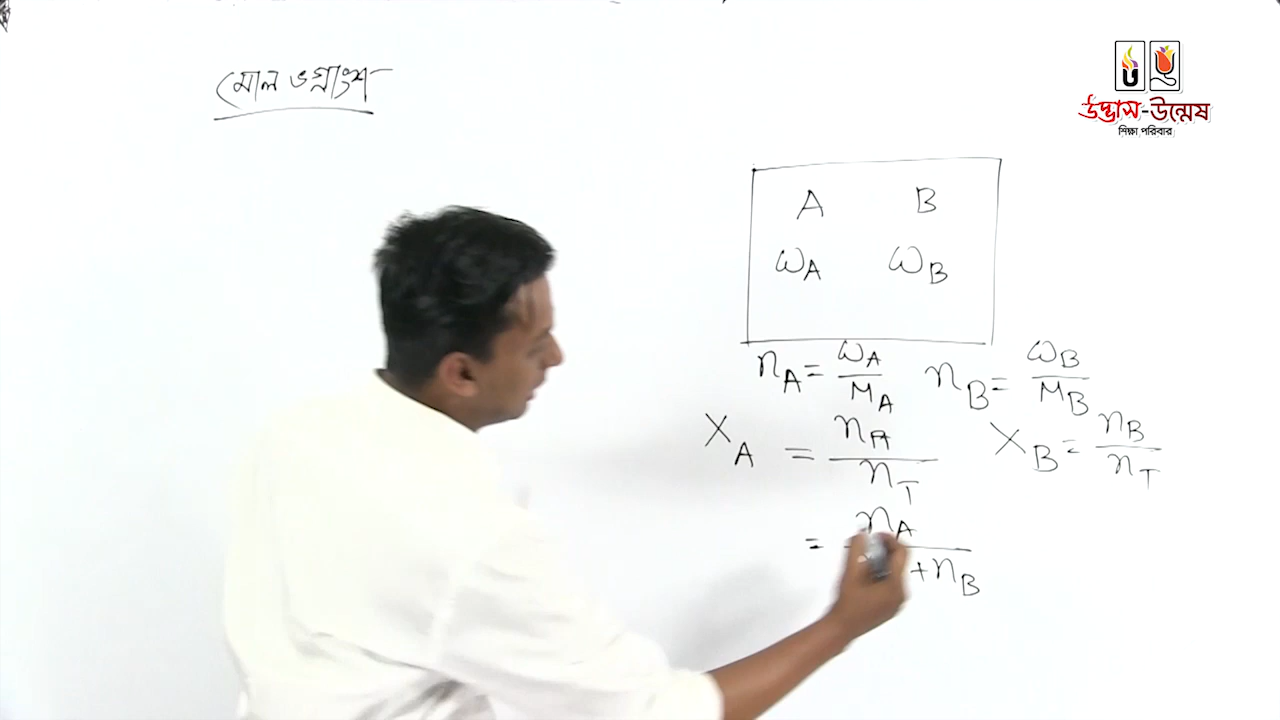 মোল ভগ্নাংশ
উদ্ভাস-উন্মেষ
শিক্ষা পরিবার
A B
ωA ωB
nA = ωA/MA nB = ωB/MB
XA = nA/nT XB = nB/nT
= nA/ +nB